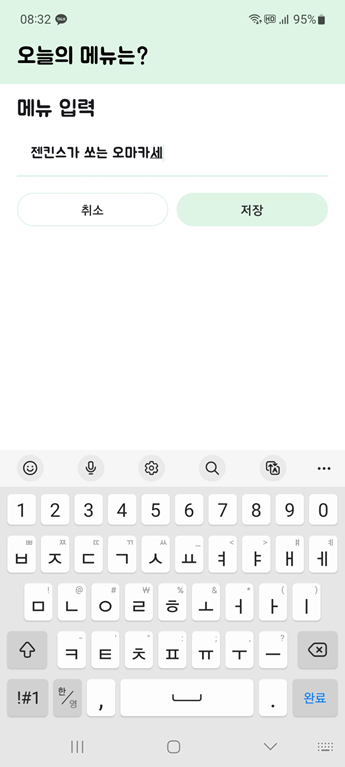 08:32 TALK HD 95%
오늘의 메뉴는?
메뉴 입력
젠킨스가 쏘는 오마카세
취소 저장
1 2 3 4 5 6 7 8 9 0
ㅃ ㅉ ㄸ ㄲ ㅆ _ < > ㅒ ㅖ
ㅂ ㅈ ㄷ ㄱ ㅅ ㅛ ㅕ ㅑ ㅐ ㅔ
! @ # ₩ % & * ( )
ㅁ ㄴ ㅇ ㄹ ㅎ ㅗ ㅓ ㅏ ㅣ
- ' " : ; , ?
ㅋ ㅌ ㅊ ㅍ ㅠ ㅜ ㅡ
!#1 한/영 , . 완료